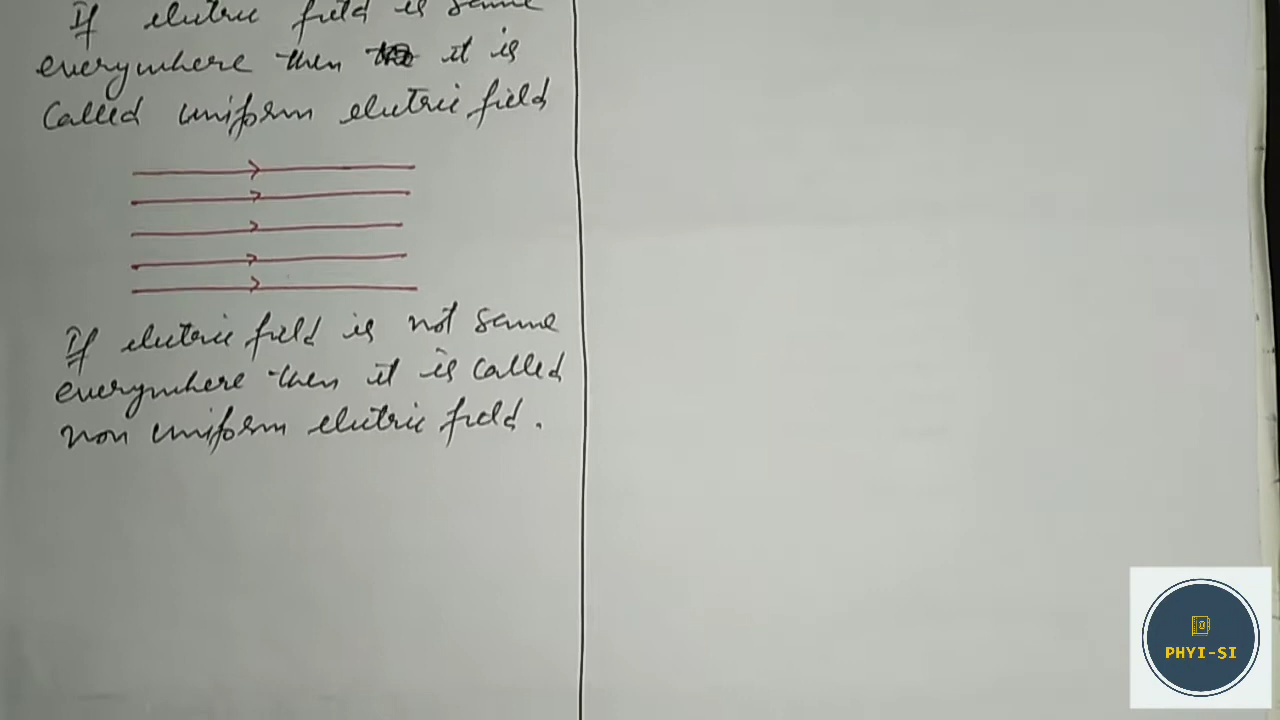 If electric field is same
everywhere then it is
called uniform electric field
If electric field is not same
everywhere then it is called
non uniform electric field.
PHYI-SI